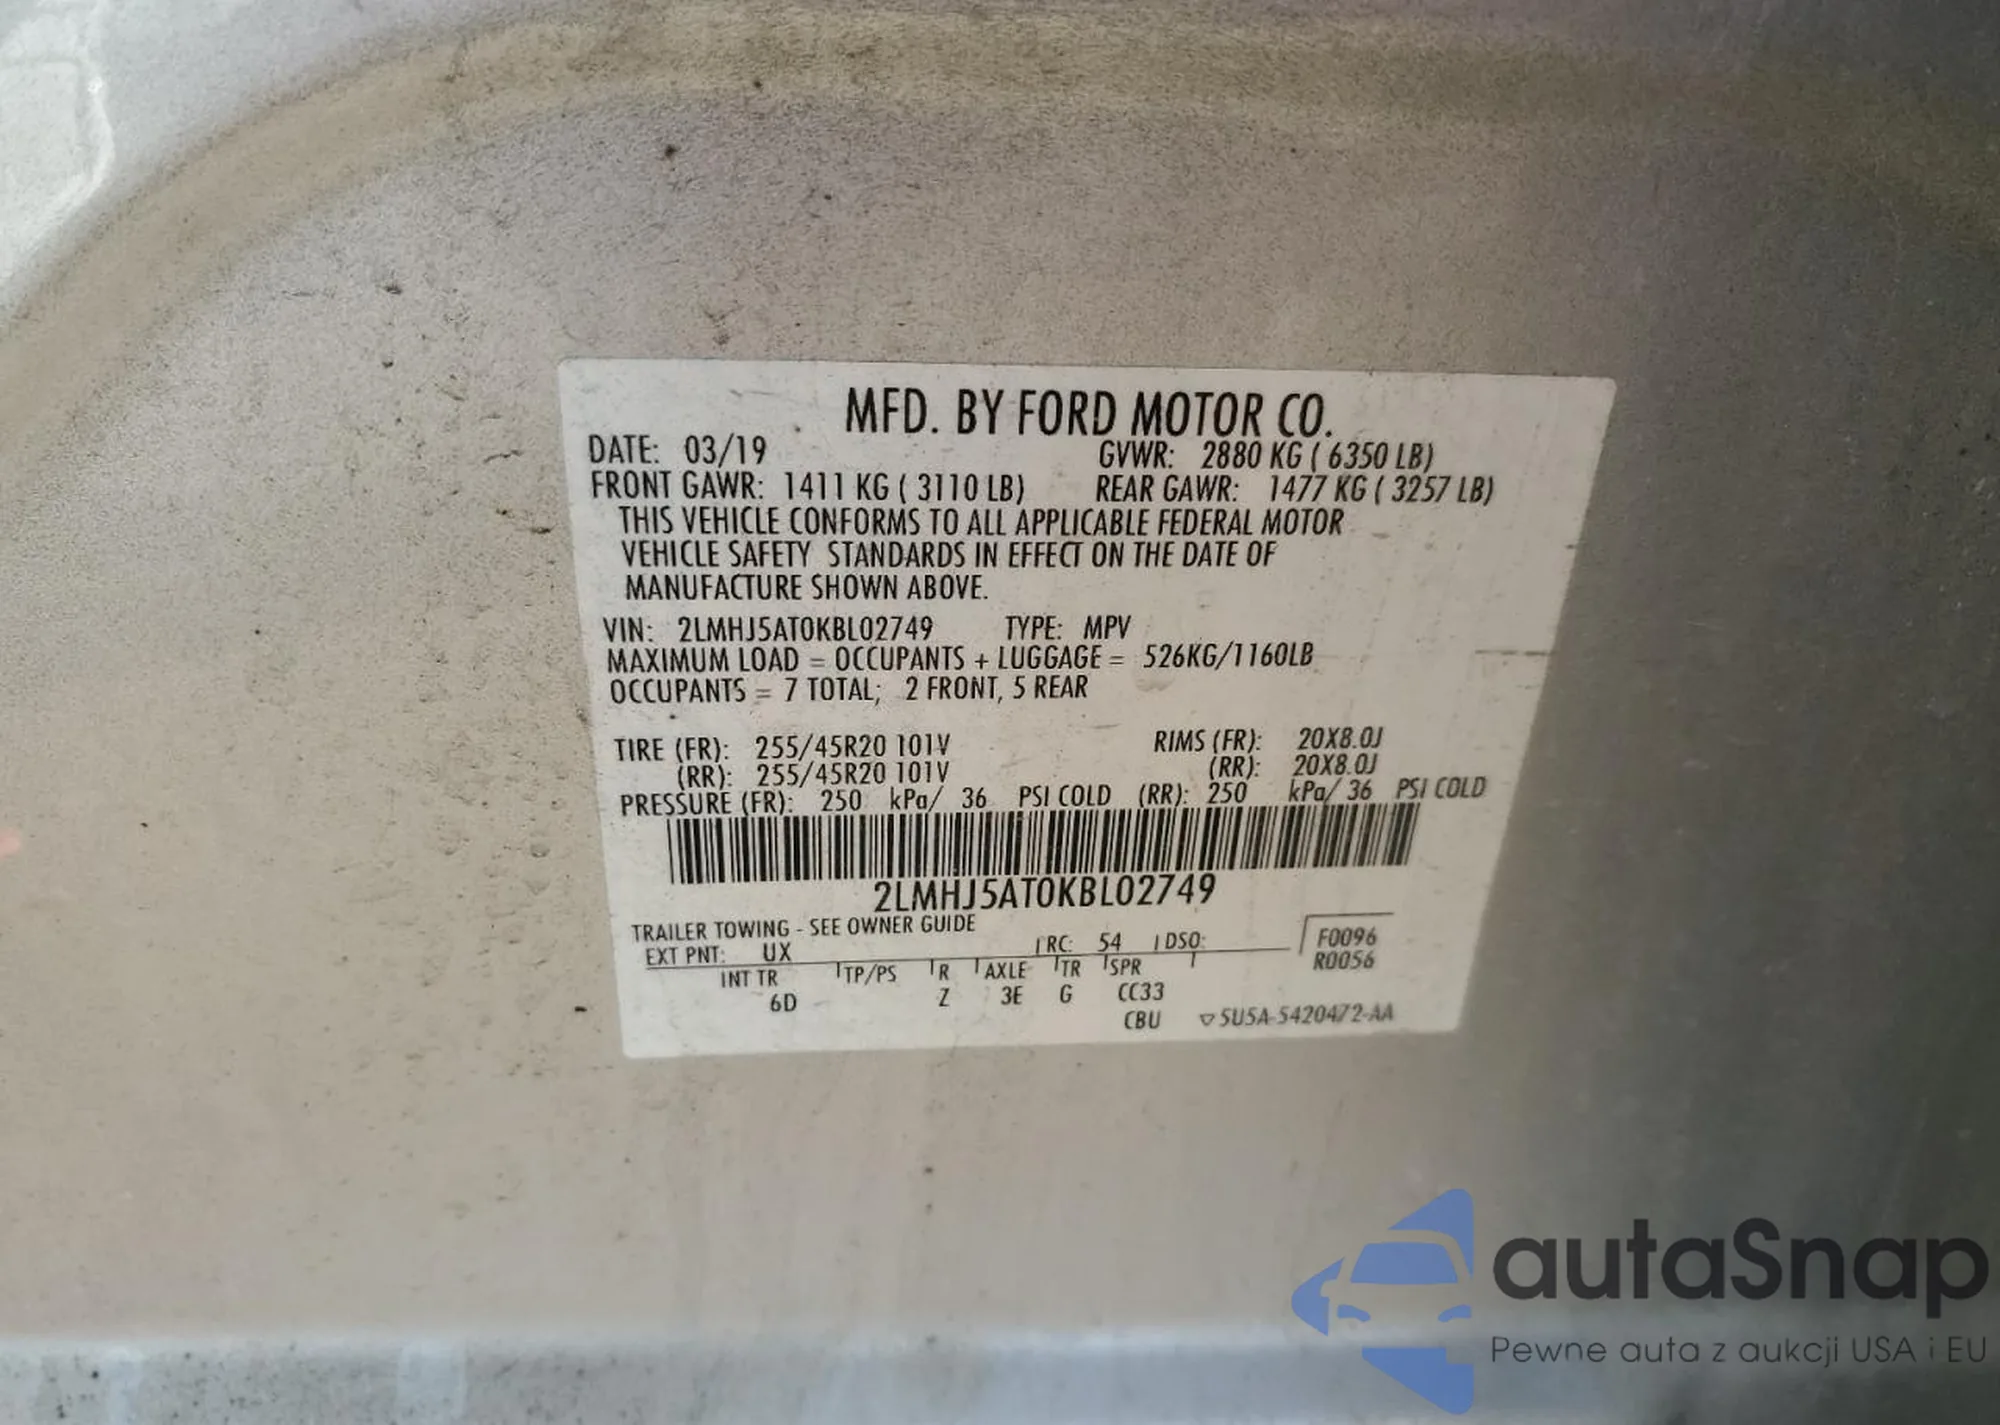 MFD. BY FORD MOTOR CO.
DATE: 03/19 GVWR: 2880 KG ( 6350 LB)
FRONT GAWR: 1411 KG ( 3110 LB) REAR GAWR: 1477 KG ( 3257 LB)
THIS VEHICLE CONFORMS TO ALL APPLICABLE FEDERAL MOTOR
VEHICLE SAFETY STANDARDS IN EFFECT ON THE DATE OF
MANUFACTURE SHOWN ABOVE.
VIN: 2LMHJ5AT0KBL02749 TYPE: MPV
MAXIMUM LOAD = OCCUPANTS + LUGGAGE = 526KG/1160LB
OCCUPANTS = 7 TOTAL; 2 FRONT, 5 REAR
TIRE (FR): 255/45R20 101V RIMS (FR): 20X8.0J
(RR): 255/45R20 101V (RR): 20X8.0J
PRESSURE (FR): 250 kPa/ 36 PSI COLD (RR): 250 kPa/ 36 PSI COLD
2LMHJ5AT0KBL02749
TRAILER TOWING - SEE OWNER GUIDE
EXT PNT: UX RC: 54 DSO: F0096
INT TR TP/PS R AXLE TR SPR R0056
6D Z 3E G CC33
CBU ▽5U5A-5420472-AA
autaSnap
Pewne auta z aukcji USA i EU